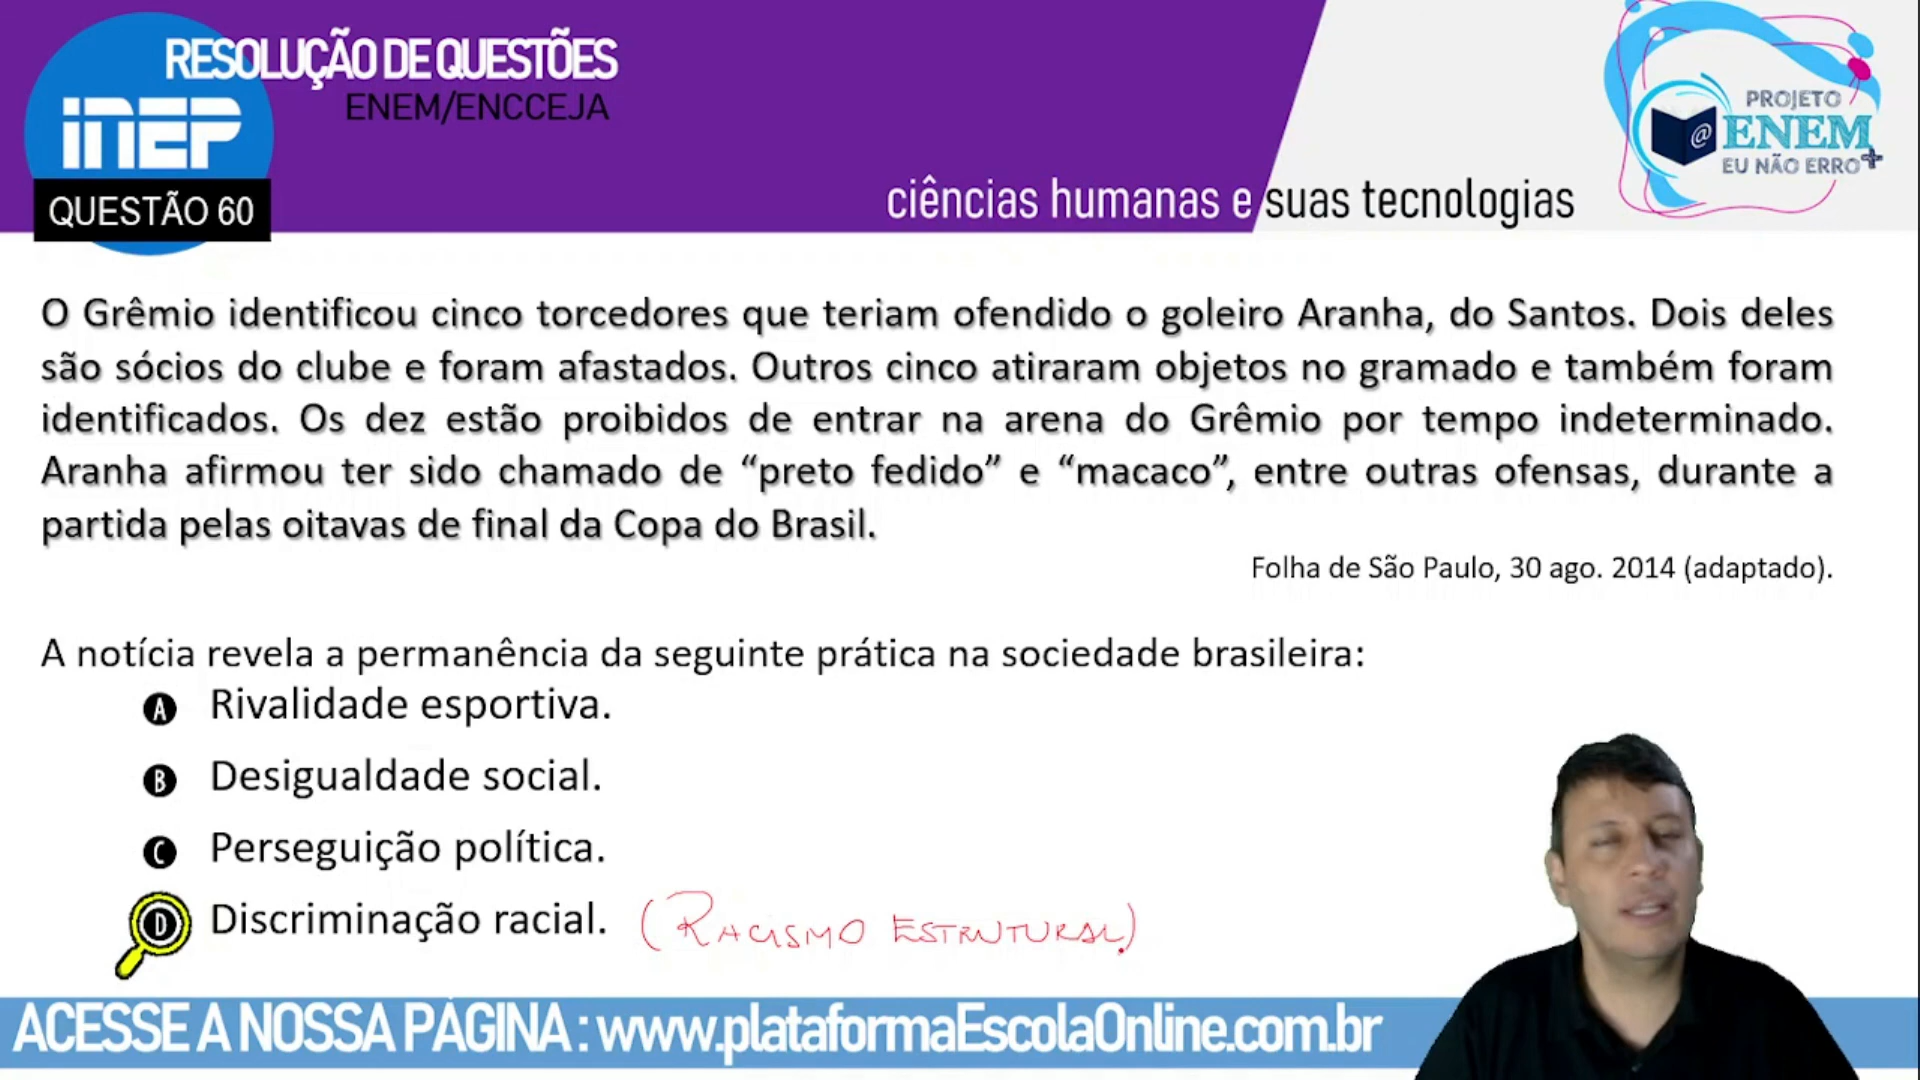 RESOLUÇÃO DE QUESTÕES
ENEM/ENCCEJA
INEP
QUESTÃO 60
ciências humanas e suas tecnologias
PROJETO
@ENEM
EU NÃO ERRO+
O Grêmio identificou cinco torcedores que teriam ofendido o goleiro Aranha, do Santos. Dois deles
são sócios do clube e foram afastados. Outros cinco atiraram objetos no gramado e também foram
identificados. Os dez estão proibidos de entrar na arena do Grêmio por tempo indeterminado.
Aranha afirmou ter sido chamado de “preto fedido” e “macaco”, entre outras ofensas, durante a
partida pelas oitavas de final da Copa do Brasil.
Folha de São Paulo, 30 ago. 2014 (adaptado).
A notícia revela a permanência da seguinte prática na sociedade brasileira:
A Rivalidade esportiva.
B Desigualdade social.
C Perseguição política.
D Discriminação racial. (RACISMO ESTRUTURAL)
ACESSE A NOSSA PÁGINA : www.plataformaEscolaOnline.com.br